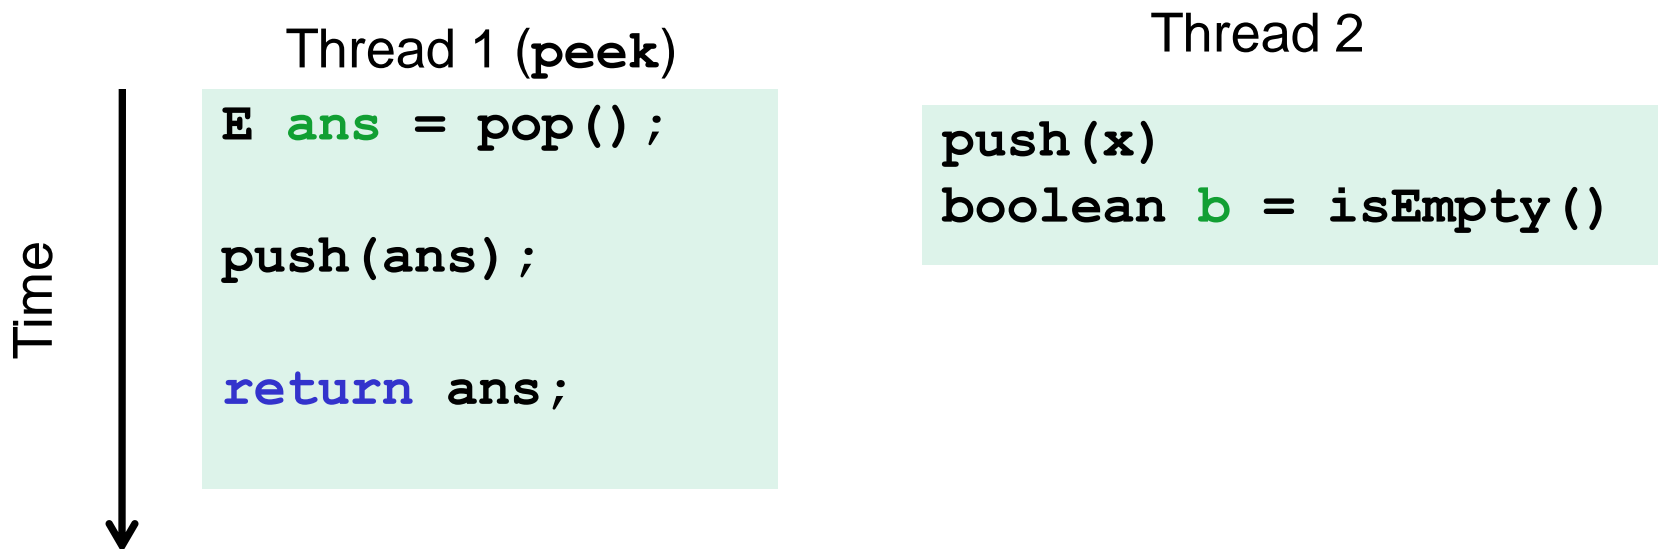 Thread 1 (peek)
E ans = pop();
push(ans);
return ans;
Time
Thread 2
push(x)
boolean b = isEmpty()